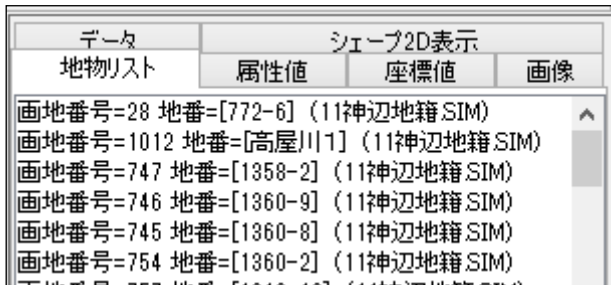 データ シェープ2D表示
地物リスト 属性値 座標値 画像
画地番号=28 地番=[772-6] (11神辺地籍.SIM)
画地番号=1012 地番=[高屋川1] (11神辺地籍.SIM)
画地番号=747 地番=[1358-2] (11神辺地籍.SIM)
画地番号=746 地番=[1360-9] (11神辺地籍.SIM)
画地番号=745 地番=[1360-8] (11神辺地籍.SIM)
画地番号=754 地番=[1360-2] (11神辺地籍.SIM)